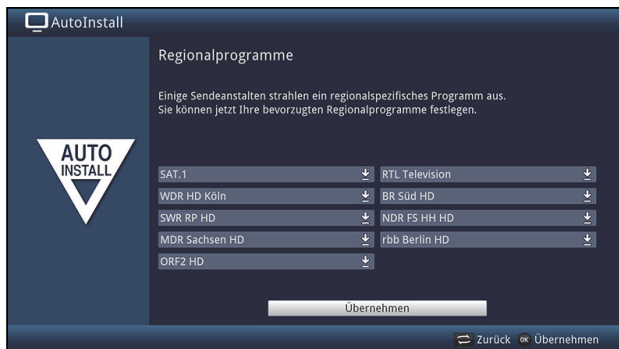 AutoInstall
Regionalprogramme
Einige Sendeanstalten strahlen ein regionalspezifisches Programm aus.
Sie können jetzt Ihre bevorzugten Regionalprogramme festlegen.
AUTO
INSTALL
SAT.1
RTL Television
WDR HD Köln
BR Süd HD
SWR RP HD
NDR FS HH HD
MDR Sachsen HD
rbb Berlin HD
ORF2 HD
Übernehmen
Zurück OK Übernehmen